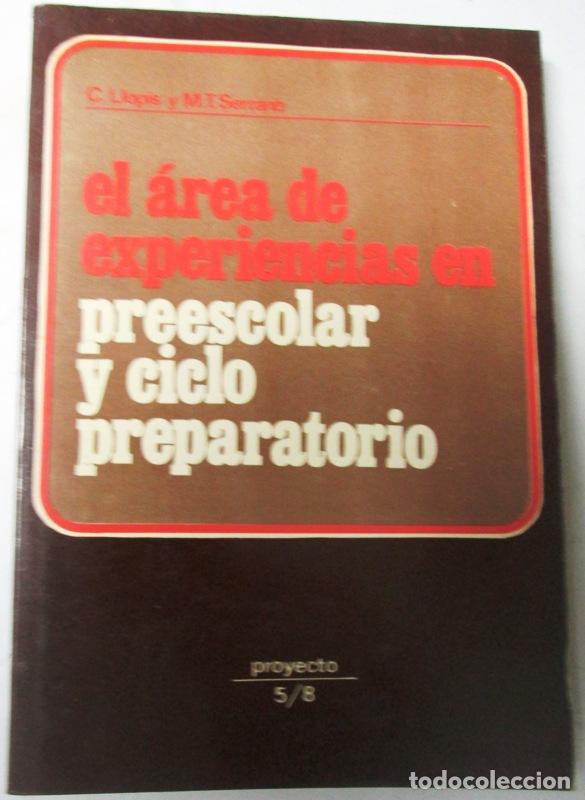 C. Llopis y M.T. Serrano
el área de
experiencias en
preescolar
y ciclo
preparatorio
proyecto
5/8
todocoleccion